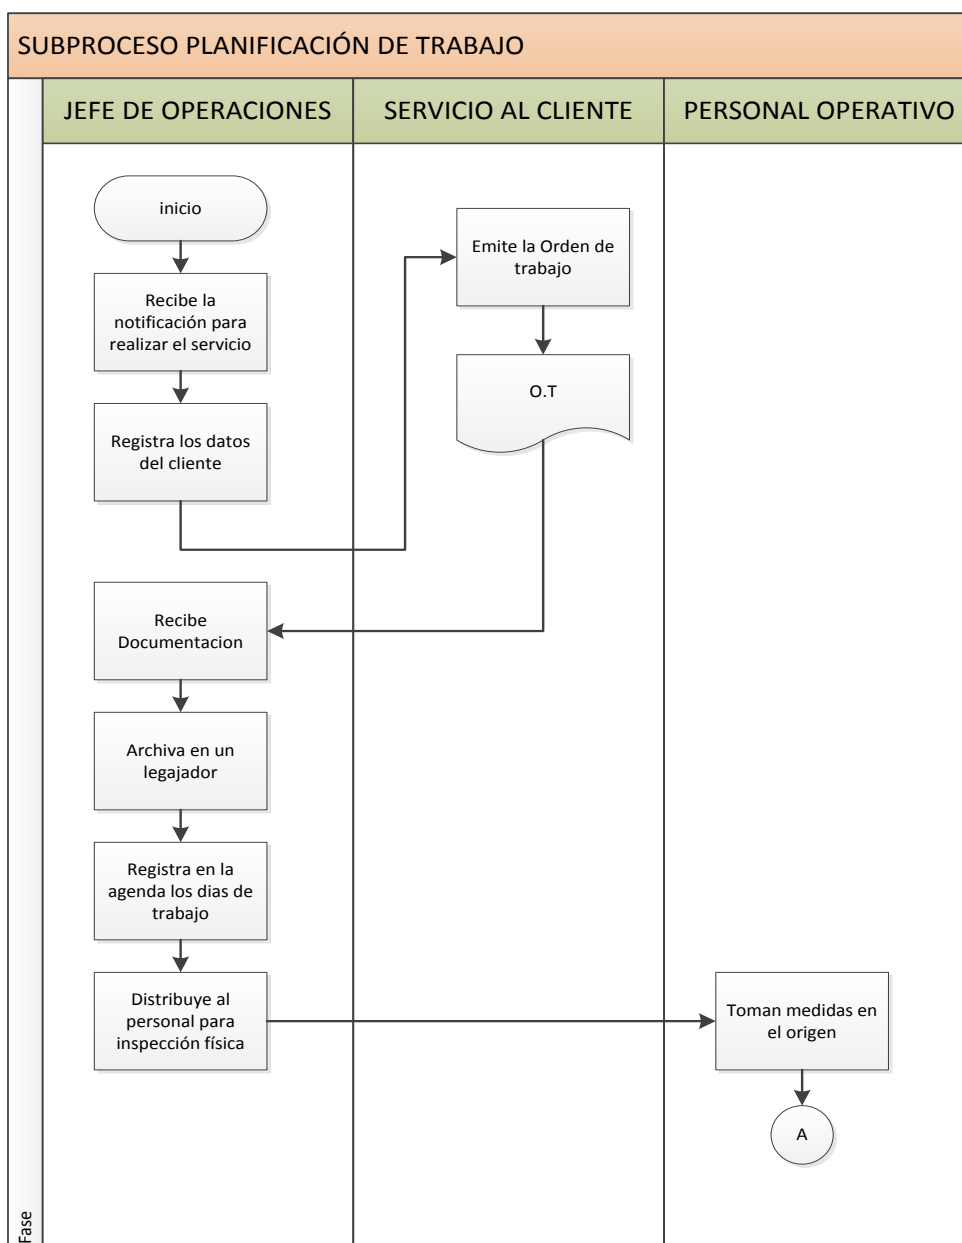 SUBPROCESO PLANIFICACIÓN DE TRABAJO
JEFE DE OPERACIONES
SERVICIO AL CLIENTE
PERSONAL OPERATIVO
inicio
Recibe la
notificación para
realizar el servicio
Registra los datos
del cliente
Emite la Orden de
trabajo
O.T
Recibe
Documentacion
Archiva en un
legajador
Registra en la
agenda los dias de
trabajo
Distribuye al
personal para
inspección física
Toman medidas en
el origen
A
Fase